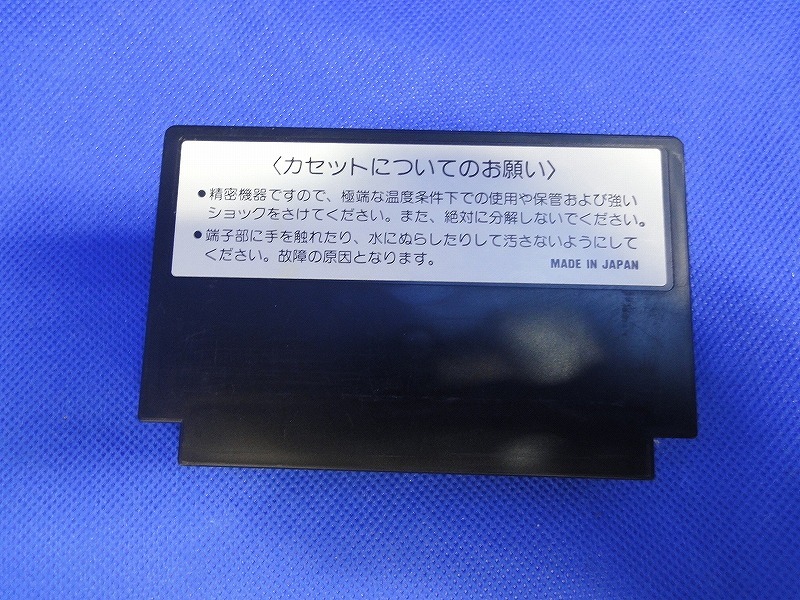 〈カセットについてのお願い〉
●精密機器ですので、極端な温度条件下での使用や保管および強い
ショックをさけてください。また、絶対に分解しないでください。
●端子部に手を触れたり、水にぬらしたりして汚さないようにして
ください。故障の原因となります。
MADE IN JAPAN